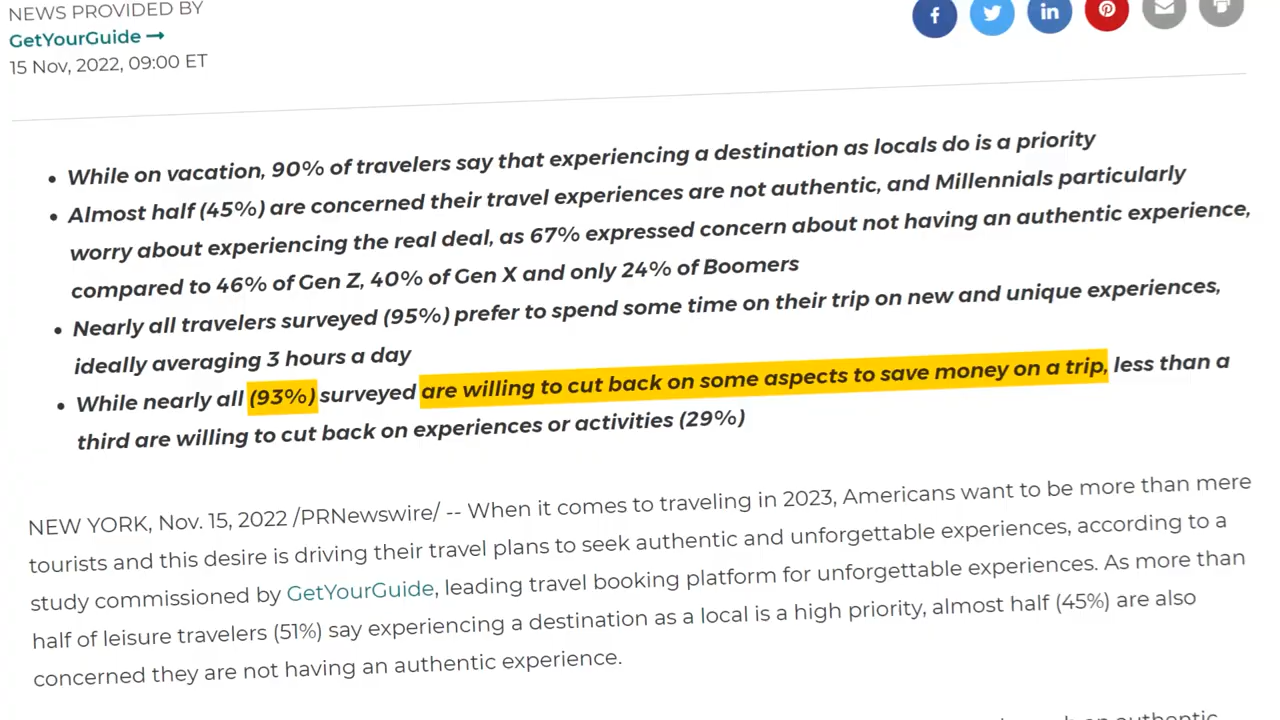 NEWS PROVIDED BY
GetYourGuide →
15 Nov, 2022, 09:00 ET
While on vacation, 90% of travelers say that experiencing a destination as locals do is a priority
Almost half (45%) are concerned their travel experiences are not authentic, and Millennials particularly
worry about experiencing the real deal, as 67% expressed concern about not having an authentic experience,
compared to 46% of Gen Z, 40% of Gen X and only 24% of Boomers
Nearly all travelers surveyed (95%) prefer to spend some time on their trip on new and unique experiences,
ideally averaging 3 hours a day
While nearly all (93%) surveyed are willing to cut back on some aspects to save money on a trip, less than a
third are willing to cut back on experiences or activities (29%)
NEW YORK, Nov. 15, 2022 /PRNewswire/ -- When it comes to traveling in 2023, Americans want to be more than mere
tourists and this desire is driving their travel plans to seek authentic and unforgettable experiences, according to a
study commissioned by GetYourGuide, leading travel booking platform for unforgettable experiences. As more than
half of leisure travelers (51%) say experiencing a destination as a local is a high priority, almost half (45%) are also
concerned they are not having an authentic experience.